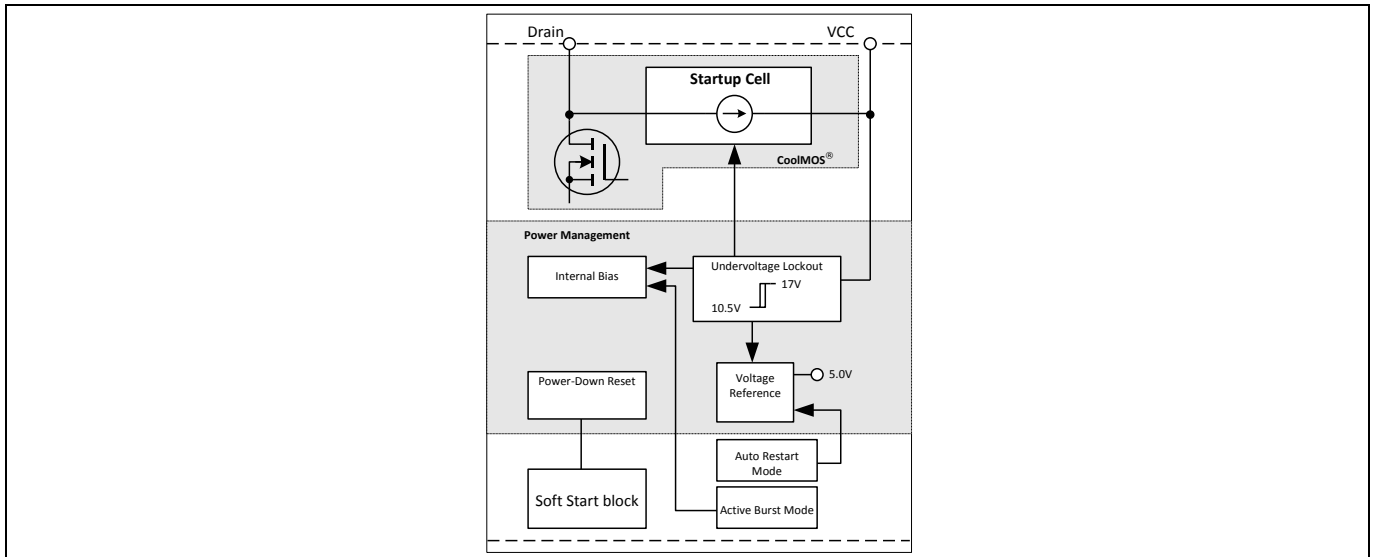 Drain
VCC
Startup Cell
CoolMOS®
Power Management
Internal Bias
Undervoltage Lockout
17V
10.5V
Power-Down Reset
Voltage
Reference
5.0V
Auto Restart
Mode
Soft Start block
Active Burst Mode